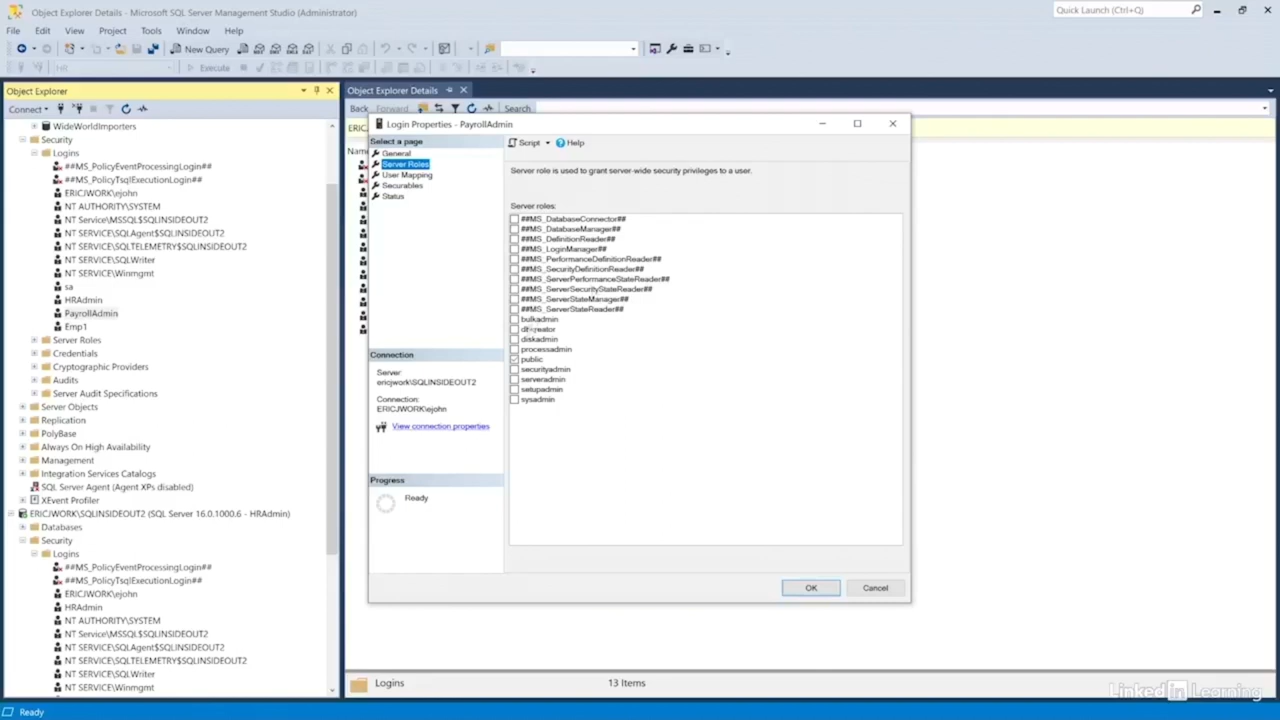 Object Explorer Details - Microsoft SQL Server Management Studio (Administrator)
Quick Launch (Ctrl+Q)
File Edit View Project Tools Window Help
New Query
HR
Execute
Object Explorer
Connect
WideWorldImporters
Security
Logins
##MS_PolicyEventProcessingLogin##
##MS_PolicyTsqlExecutionLogin##
ERICJWORK\ejohn
NT AUTHORITY\SYSTEM
NT Service\MSSQL$SQLINSIDEOUT2
NT SERVICE\SQLAgent$SQLINSIDEOUT2
NT SERVICE\SQLTELEMETRY$SQLINSIDEOUT2
NT SERVICE\SQLWriter
NT SERVICE\Winmgmt
sa
HRAdmin
PayrollAdmin
Emp1
Server Roles
Credentials
Cryptographic Providers
Audits
Server Audit Specifications
Server Objects
Replication
PolyBase
Always On High Availability
Management
Integration Services Catalogs
SQL Server Agent (Agent XPs disabled)
XEvent Profiler
ERICJWORK\SQLINSIDEOUT2 (SQL Server 16.0.1000.6 - HRAdmin)
Databases
Security
Logins
##MS_PolicyEventProcessingLogin##
##MS_PolicyTsqlExecutionLogin##
ERICJWORK\ejohn
HRAdmin
NT AUTHORITY\SYSTEM
NT Service\MSSQL$SQLINSIDEOUT2
NT SERVICE\SQLAgent$SQLINSIDEOUT2
NT SERVICE\SQLTELEMETRY$SQLINSIDEOUT2
NT SERVICE\SQLWriter
NT SERVICE\Winmgmt
Object Explorer Details
Back Forward Search
Login Properties - PayrollAdmin
Select a page
General
Server Roles
User Mapping
Securables
Status
Connection
Server:
ericjwork\SQLINSIDEOUT2
Connection:
ERICJWORK\ejohn
View connection properties
Progress
Ready
Script Help
Server role is used to grant server-wide security privileges to a user.
Server roles:
##MS_DatabaseConnector##
##MS_DatabaseManager##
##MS_DefinitionReader##
##MS_LoginManager##
##MS_PerformanceDefinitionReader##
##MS_SecurityDefinitionReader##
##MS_ServerPerformanceStateReader##
##MS_ServerSecurityStateReader##
##MS_ServerStateManager##
##MS_ServerStateReader##
bulkadmin
dbcreator
diskadmin
processadmin
public
securityadmin
serveradmin
setupadmin
sysadmin
OK Cancel
Logins 13 Items
LinkedIn Learning
Ready